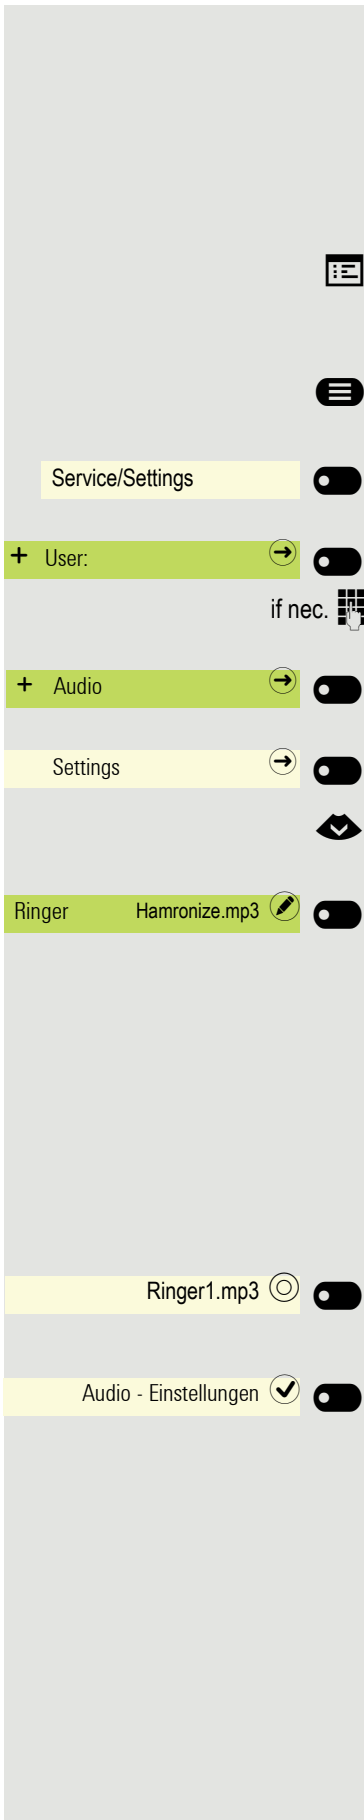 Service/Settings
+ User:
if nec.
+ Audio
Settings
Ringer Hamronize.mp3
Ringer1.mp3
Audio - Einstellungen